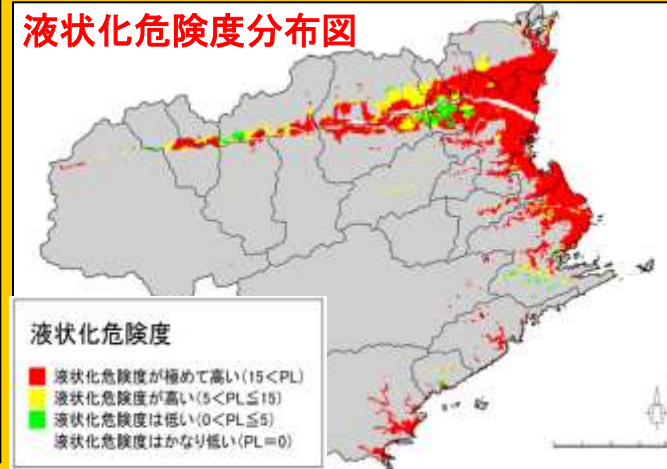 液状化危険度分布図
液状化危険度
液状化危険度が極めて高い(15<PL)
液状化危険度が高い(5<PL≦15)
液状化危険度は低い(0<PL≦5)
液状化危険度はかなり低い(PL=0)